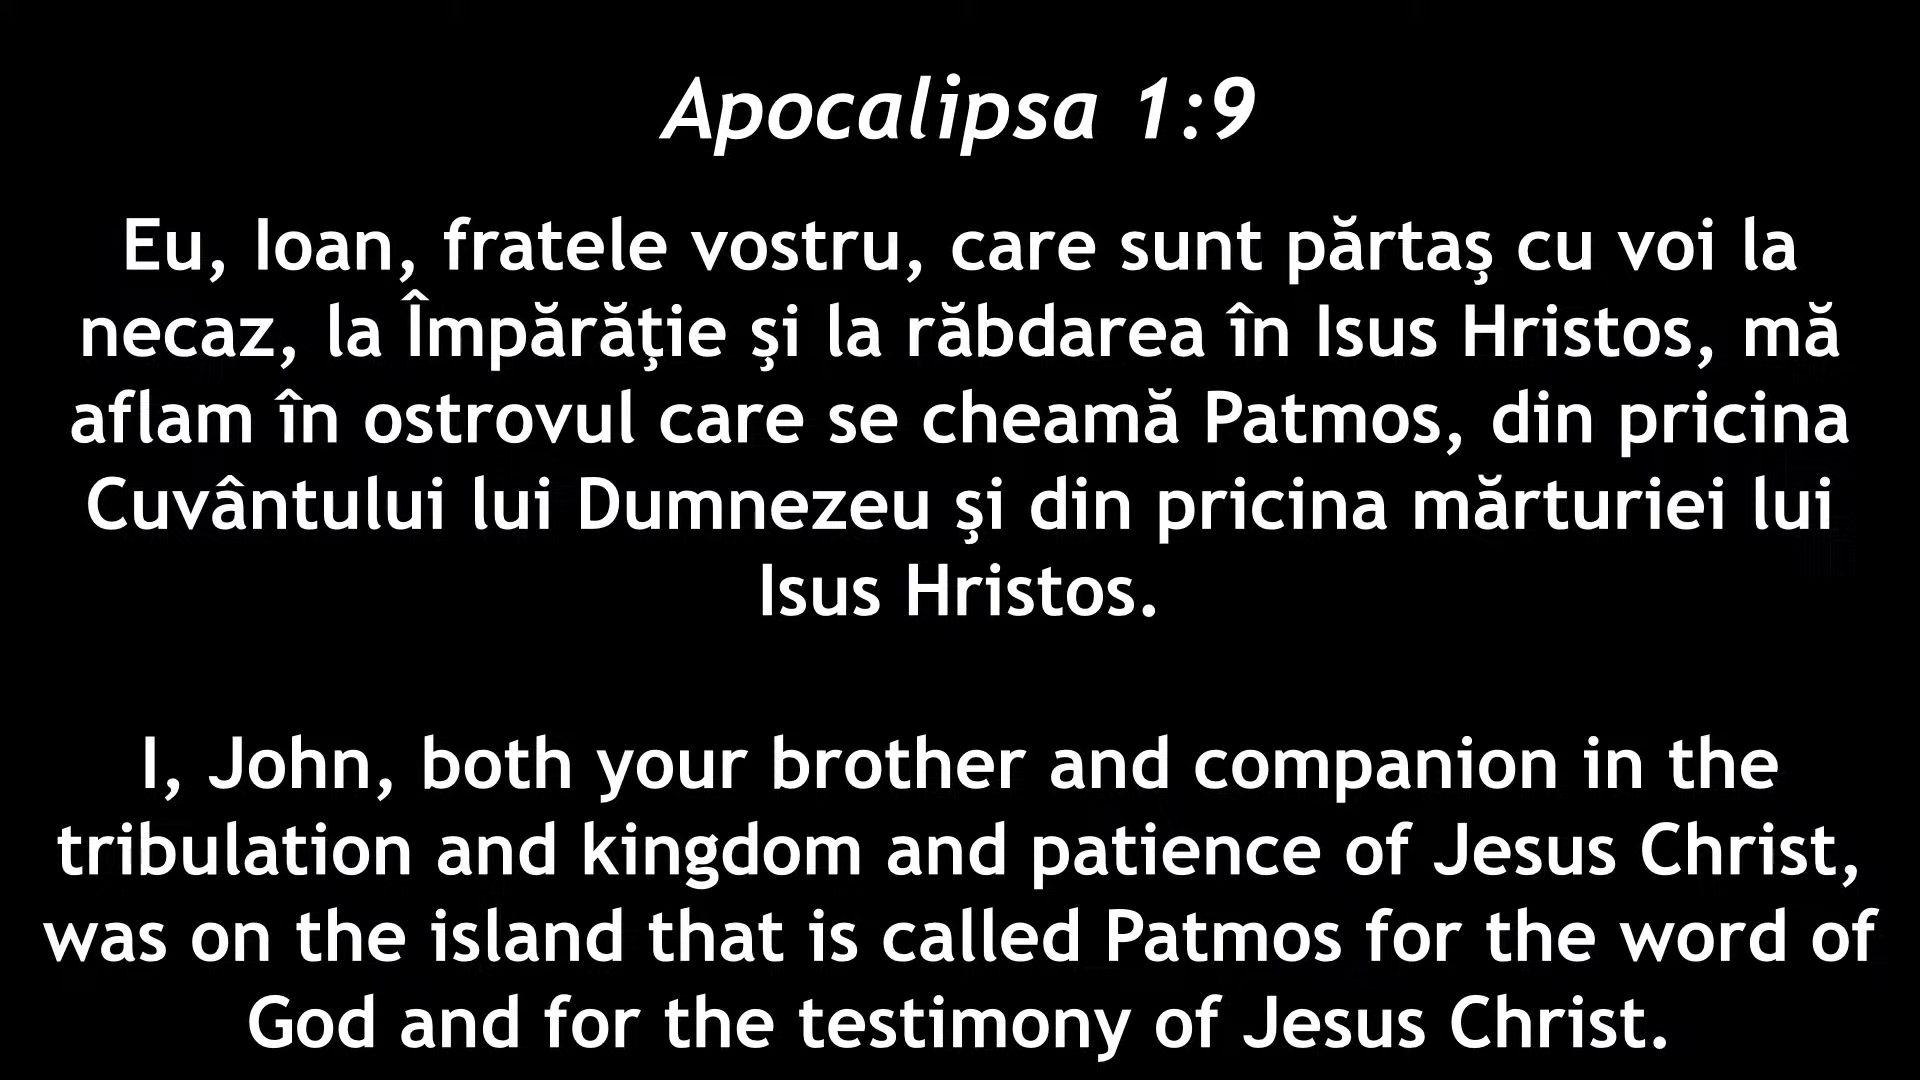 Apocalipsa 1:9
Eu, Ioan, fratele vostru, care sunt părtaş cu voi la
necaz, la Împărăţie şi la răbdarea în Isus Hristos, mă
aflam în ostrovul care se cheamă Patmos, din pricina
Cuvântului lui Dumnezeu şi din pricina mărturiei lui
Isus Hristos.
I, John, both your brother and companion in the
tribulation and kingdom and patience of Jesus Christ,
was on the island that is called Patmos for the word of
God and for the testimony of Jesus Christ.